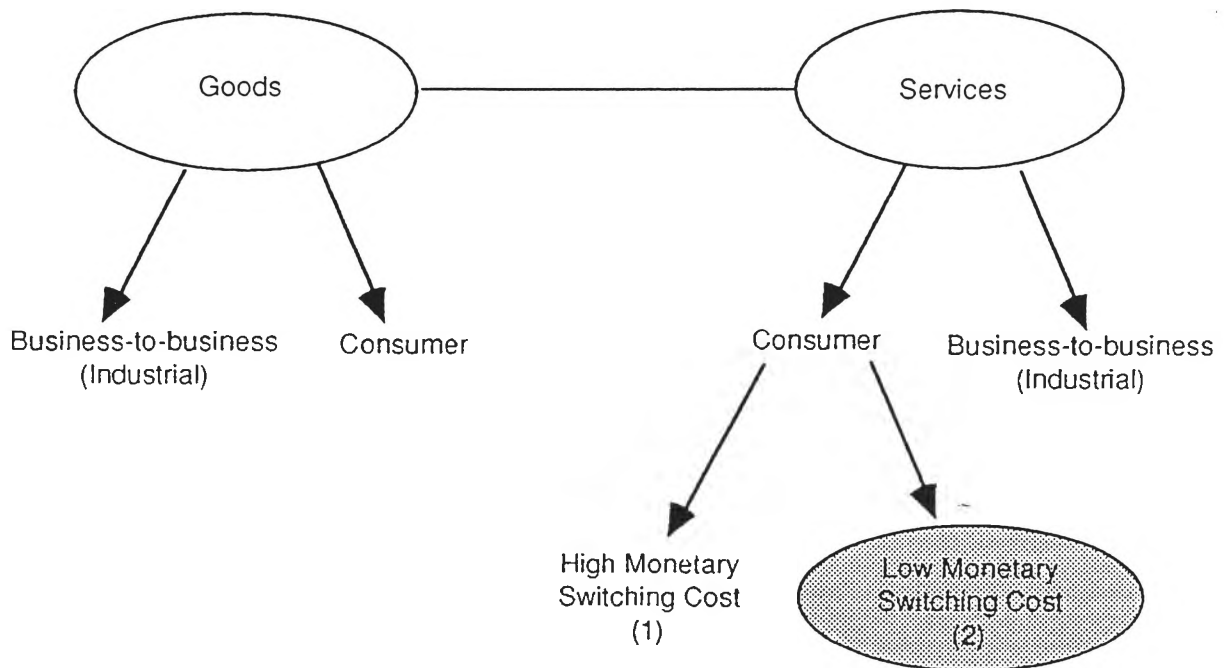 Goods
Services
Business-to-business
(Industrial)
Consumer
Consumer
Business-to-business
(Industrial)
High Monetary
Switching Cost
(1)
Low Monetary
Switching Cost
(2)